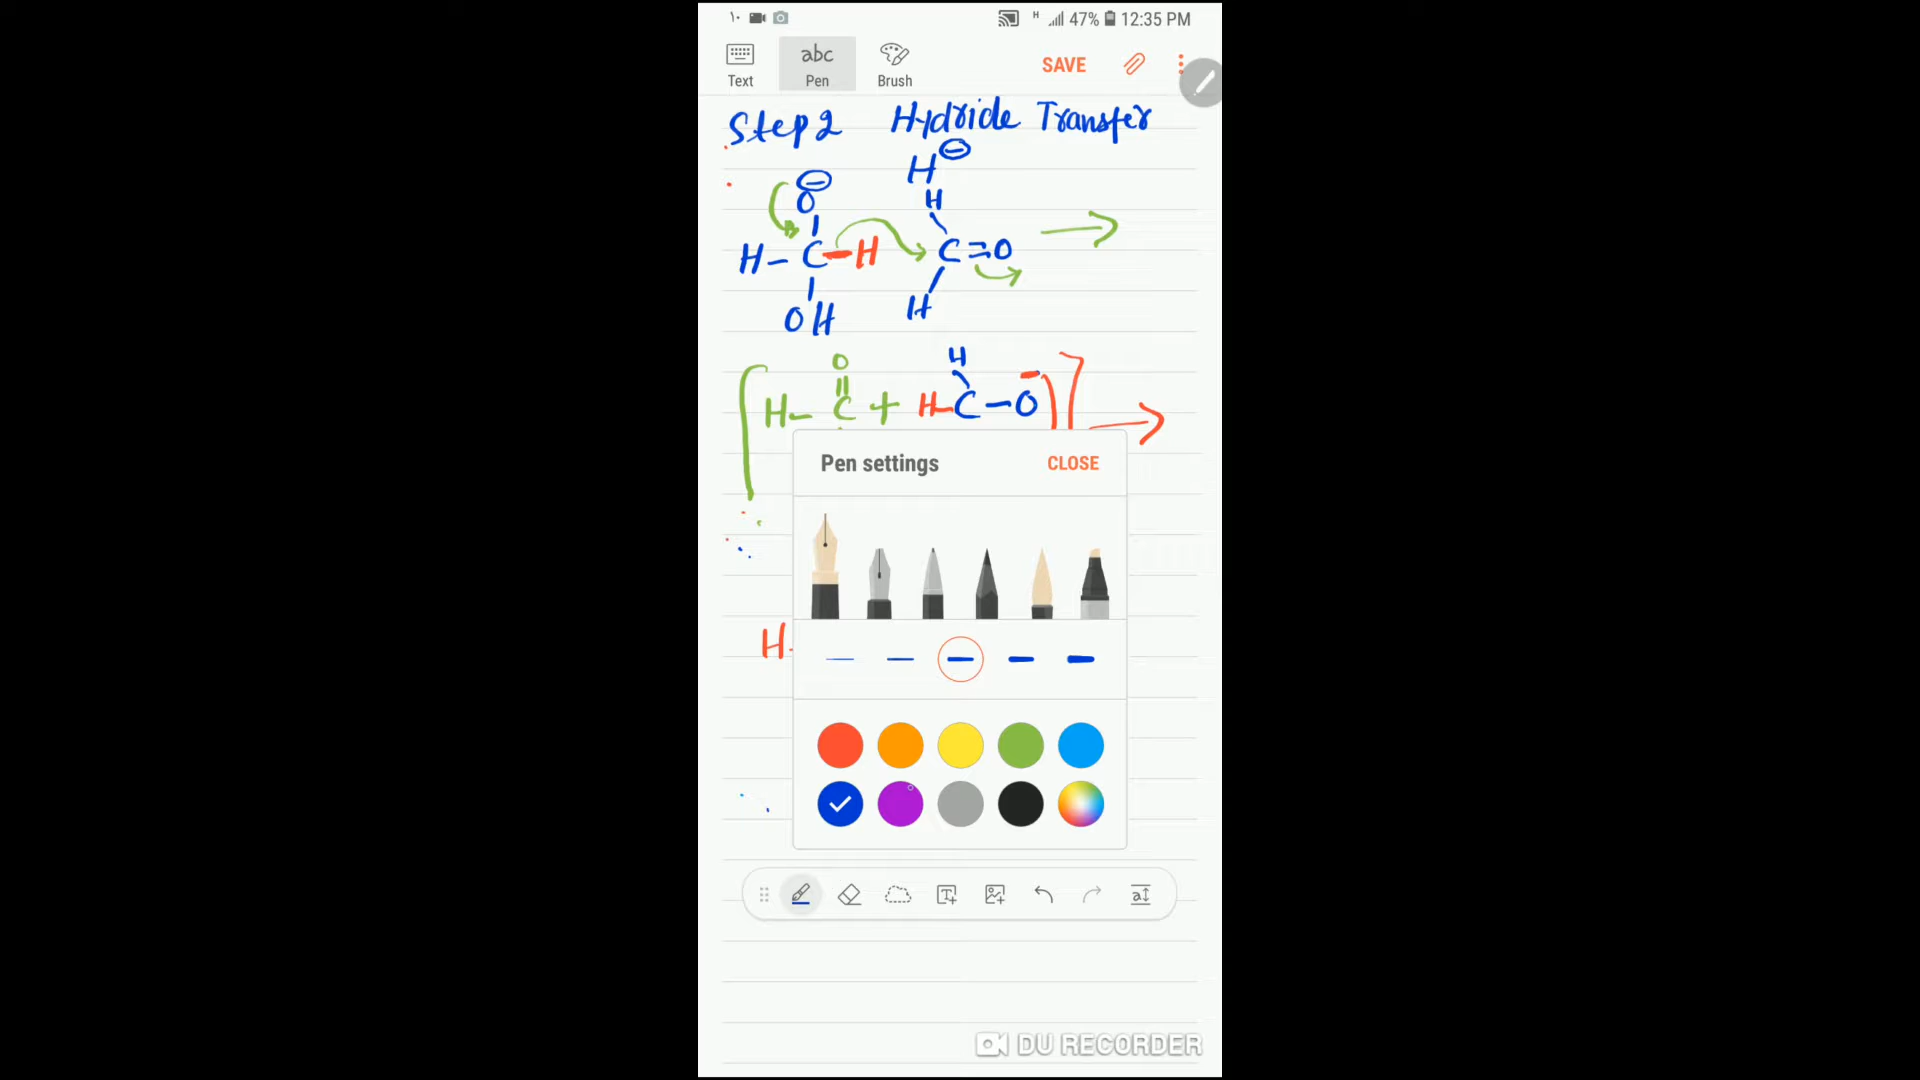 ١٠ H 47% 12:35 PM
abc SAVE
Text Pen Brush
Step 2 Hydride Transfer
H⊖
⊖ H
O
H-C-H C=O
OH H
O H
H-C + H-C-O
Pen settings CLOSE
H-
a
DU RECORDER